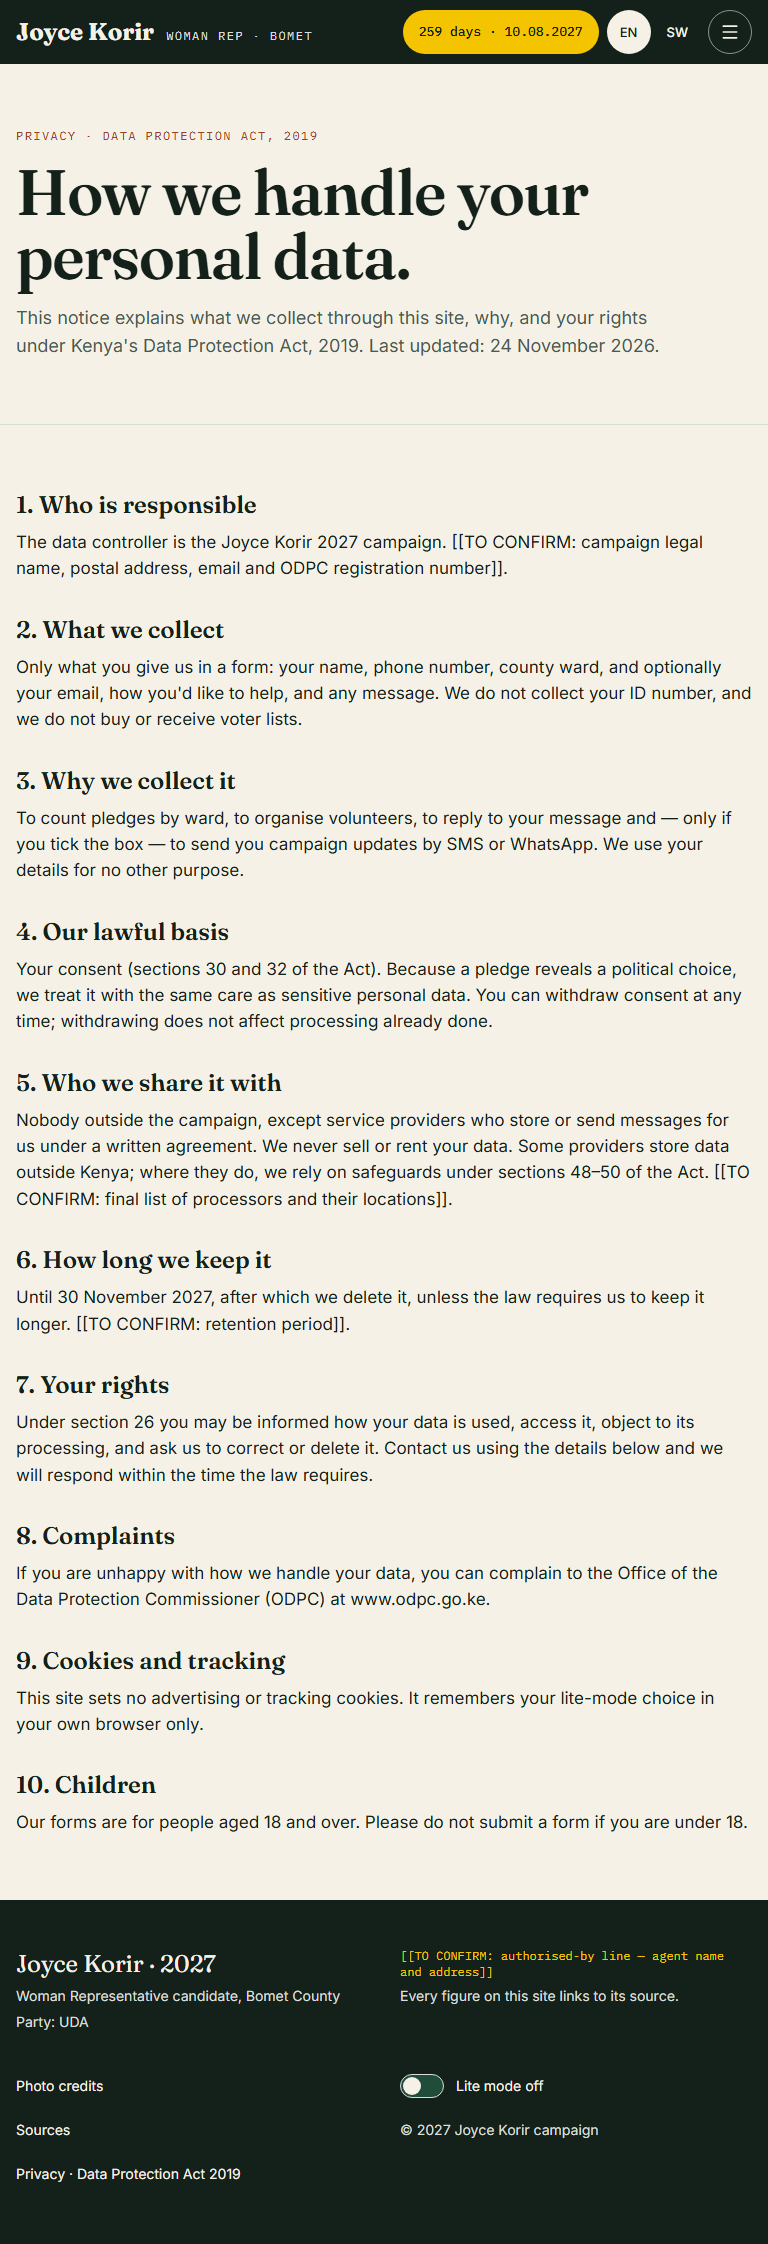 Joyce Korir WOMAN REP · BOMET 259 days · 10.08.2027 EN SW
PRIVACY · DATA PROTECTION ACT, 2019
How we handle your
personal data.
This notice explains what we collect through this site, why, and your rights
under Kenya's Data Protection Act, 2019. Last updated: 24 November 2026.
1. Who is responsible
The data controller is the Joyce Korir 2027 campaign. [[TO CONFIRM: campaign legal
name, postal address, email and ODPC registration number]].
2. What we collect
Only what you give us in a form: your name, phone number, county ward, and optionally
your email, how you'd like to help, and any message. We do not collect your ID number, and
we do not buy or receive voter lists.
3. Why we collect it
To count pledges by ward, to organise volunteers, to reply to your message and — only if
you tick the box — to send you campaign updates by SMS or WhatsApp. We use your
details for no other purpose.
4. Our lawful basis
Your consent (sections 30 and 32 of the Act). Because a pledge reveals a political choice,
we treat it with the same care as sensitive personal data. You can withdraw consent at any
time; withdrawing does not affect processing already done.
5. Who we share it with
Nobody outside the campaign, except service providers who store or send messages for
us under a written agreement. We never sell or rent your data. Some providers store data
outside Kenya; where they do, we rely on safeguards under sections 48–50 of the Act. [[TO
CONFIRM: final list of processors and their locations]].
6. How long we keep it
Until 30 November 2027, after which we delete it, unless the law requires us to keep it
longer. [[TO CONFIRM: retention period]].
7. Your rights
Under section 26 you may be informed how your data is used, access it, object to its
processing, and ask us to correct or delete it. Contact us using the details below and we
will respond within the time the law requires.
8. Complaints
If you are unhappy with how we handle your data, you can complain to the Office of the
Data Protection Commissioner (ODPC) at www.odpc.go.ke.
9. Cookies and tracking
This site sets no advertising or tracking cookies. It remembers your lite-mode choice in
your own browser only.
10. Children
Our forms are for people aged 18 and over. Please do not submit a form if you are under 18.
Joyce Korir · 2027
Woman Representative candidate, Bomet County
Party: UDA
[[TO CONFIRM: authorised-by line — agent name
and address]]
Every figure on this site links to its source.
Photo credits
Sources
Privacy · Data Protection Act 2019
Lite mode off
© 2027 Joyce Korir campaign